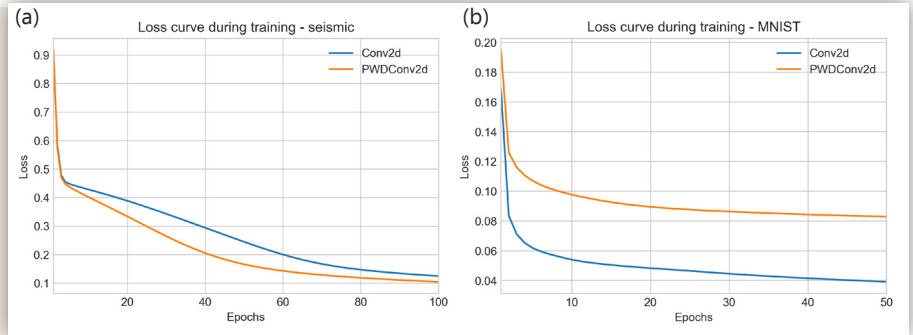 (a)
Loss curve during training - seismic
Conv2d
PWDConv2d
0.9
0.8
0.7
0.6
0.5
0.4
0.3
0.2
0.1
Loss
20
40
60
80
100
Epochs
(b)
Loss curve during training - MNIST
Conv2d
PWDConv2d
0.20
0.18
0.16
0.14
0.12
0.10
0.08
0.06
0.04
Loss
10
20
30
40
50
Epochs